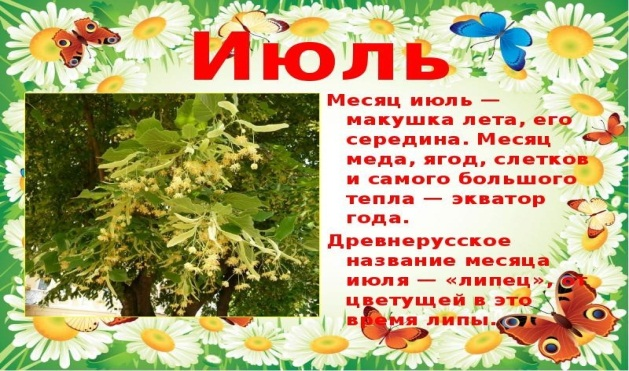 Июль
Месяц июль —
макушка лета, его
середина. Месяц
меда, ягод, слетков
и самого большого
тепла — экватор
года.
Древнерусское
название месяца
июля — «липец», от
цветущей в это
время липы.